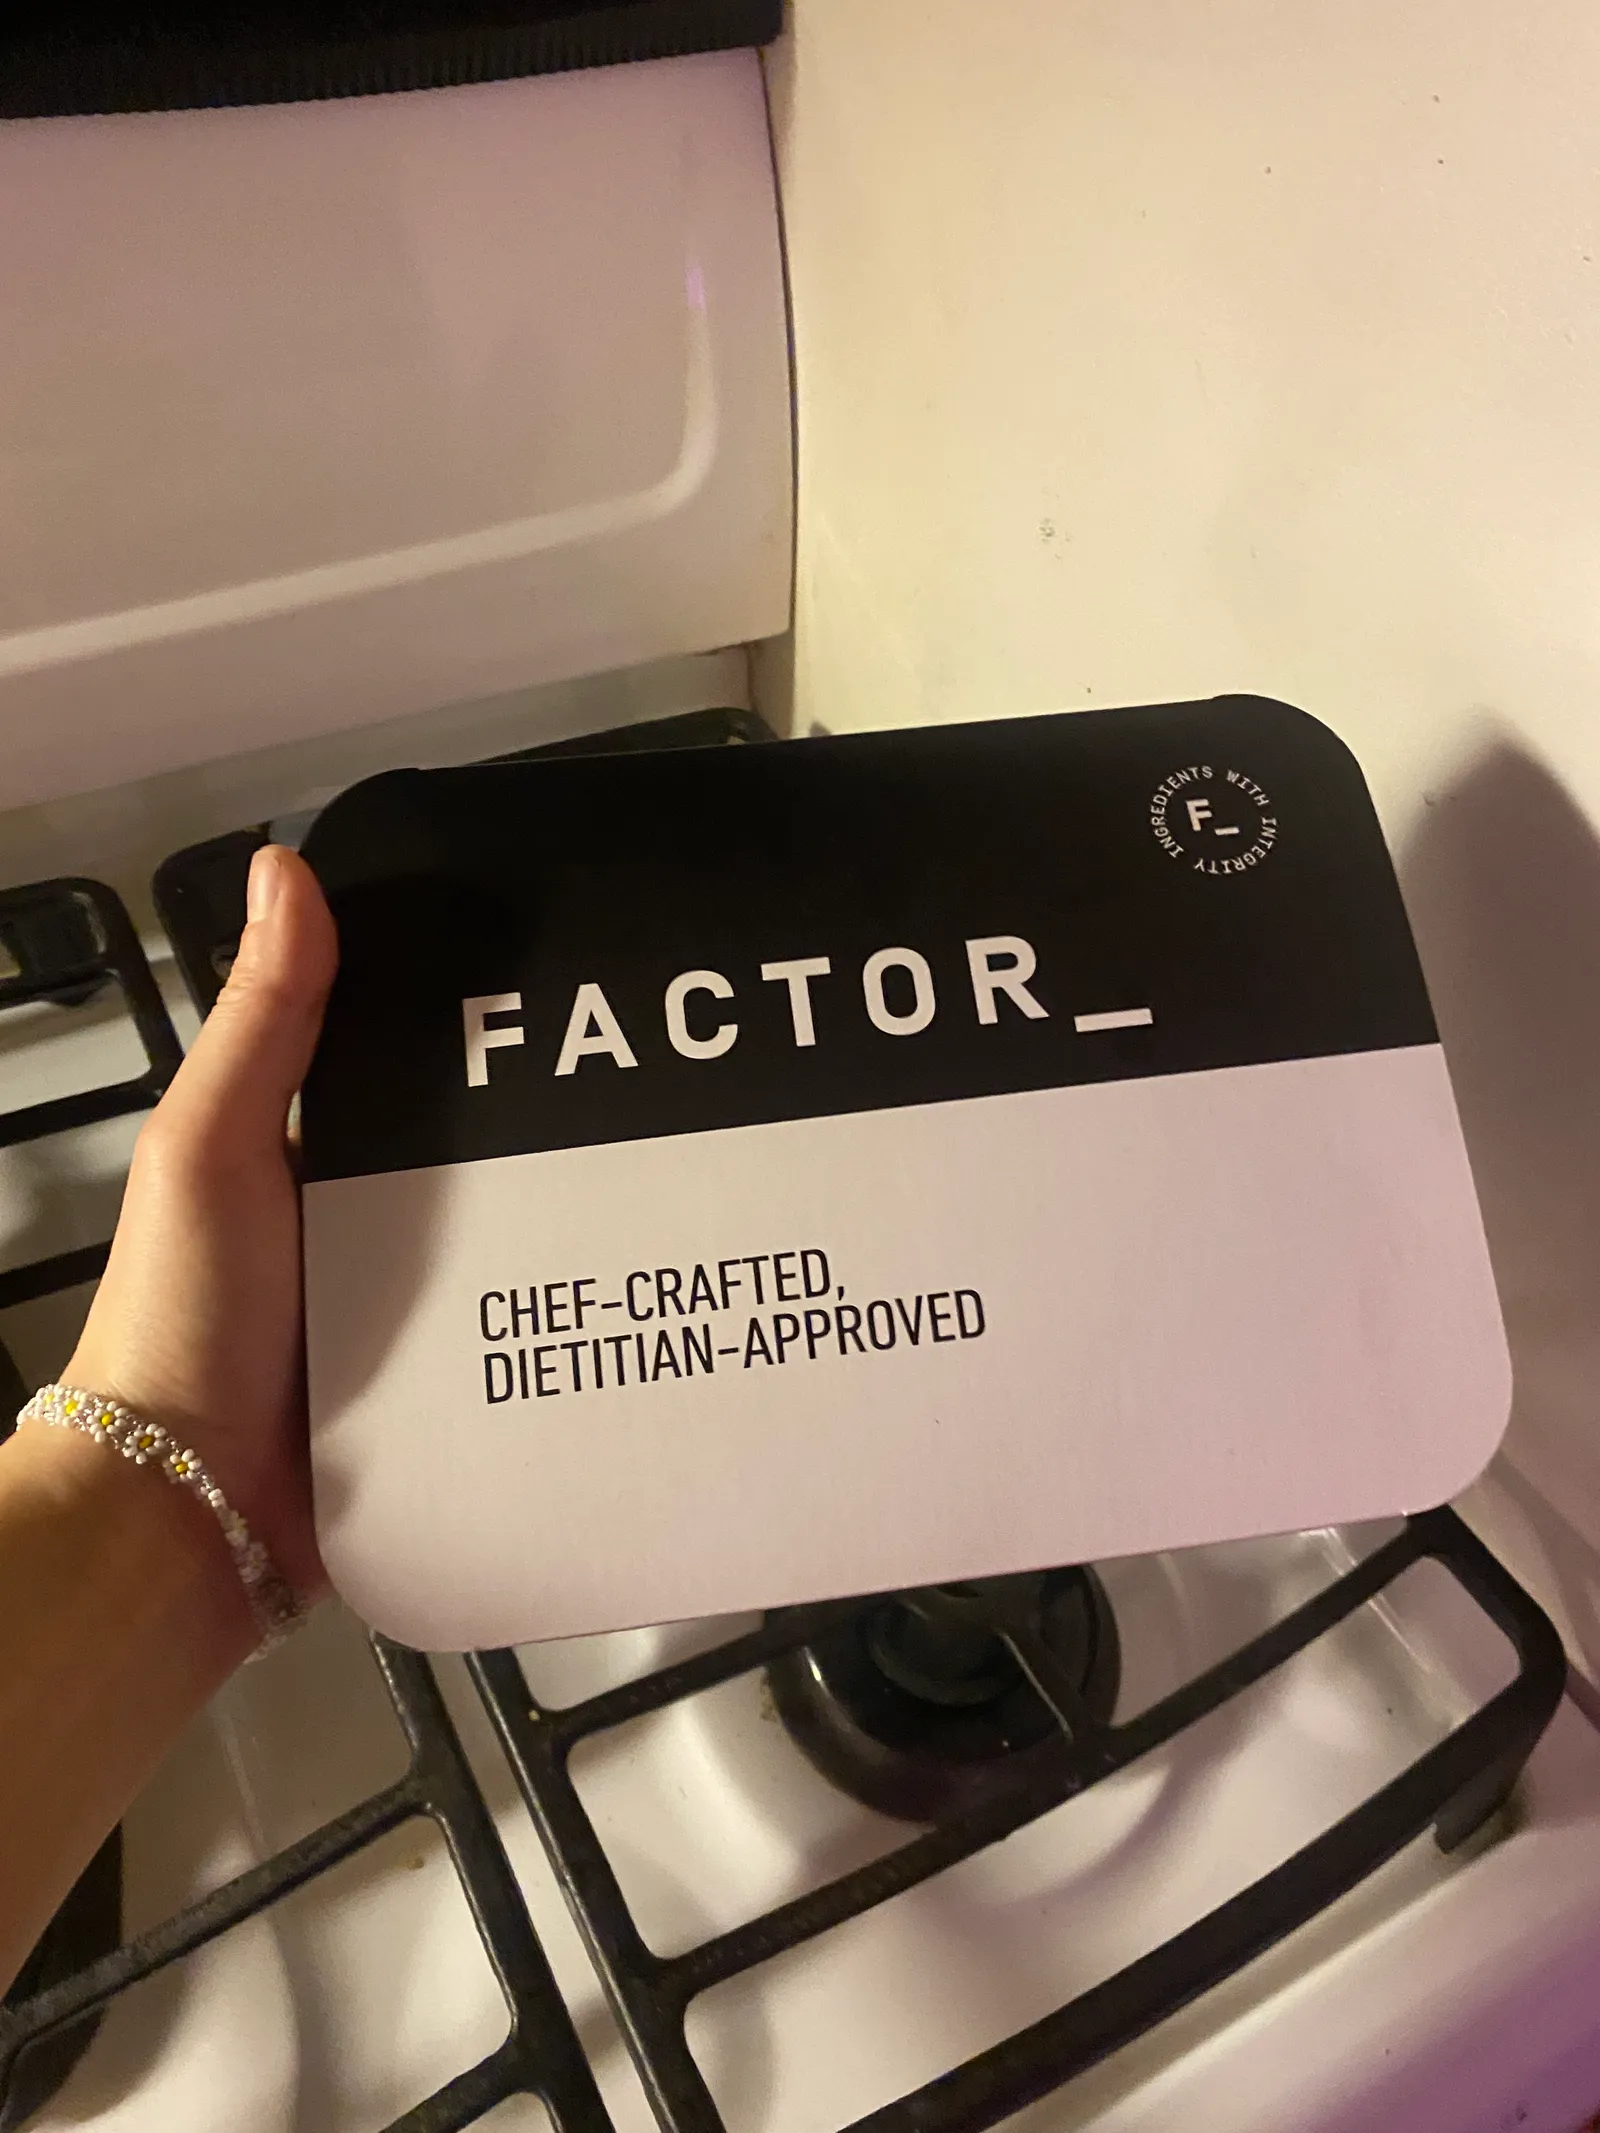 INGREDIENTS WITH INTEGRITY
F_
FACTOR_
CHEF-CRAFTED,
DIETITIAN-APPROVED